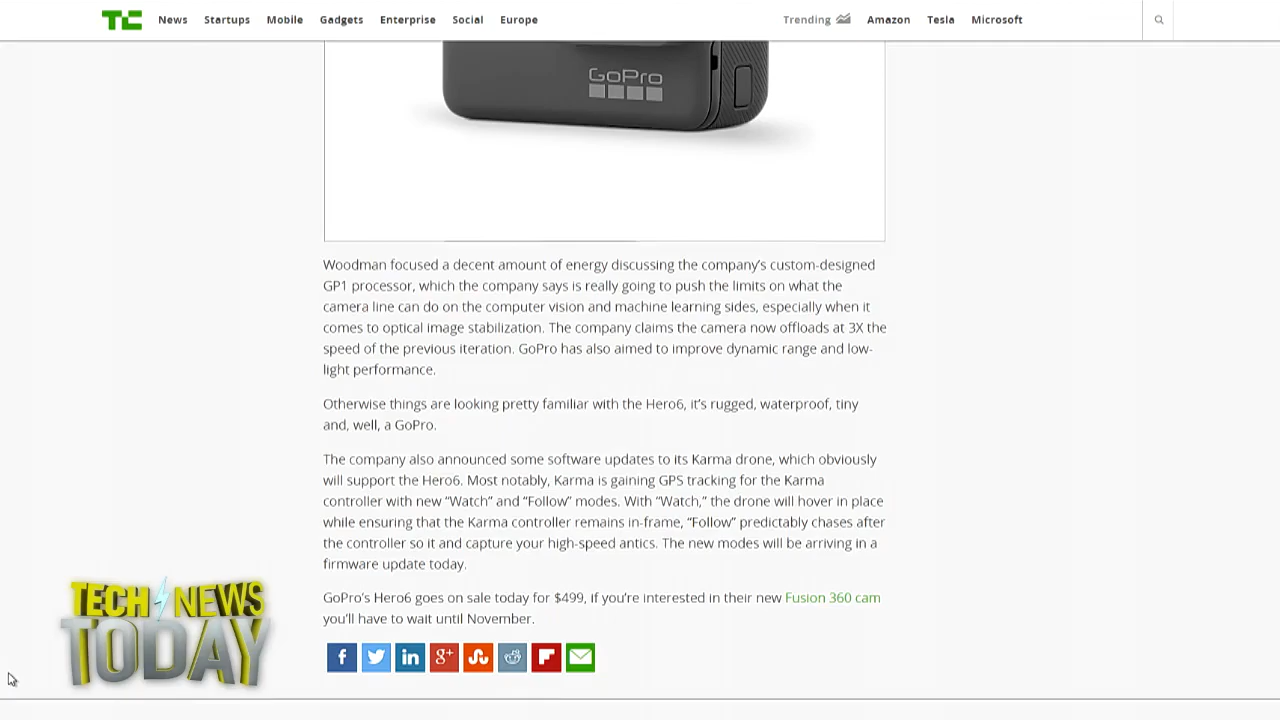 News Startups Mobile Gadgets Enterprise Social Europe Trending Amazon Tesla Microsoft
GoPro
Woodman focused a decent amount of energy discussing the company’s custom-designed
GP1 processor, which the company says is really going to push the limits on what the
camera line can do on the computer vision and machine learning sides, especially when it
comes to optical image stabilization. The company claims the camera now offloads at 3X the
speed of the previous iteration. GoPro has also aimed to improve dynamic range and low-
light performance.
Otherwise things are looking pretty familiar with the Hero6, it’s rugged, waterproof, tiny
and, well, a GoPro.
The company also announced some software updates to its Karma drone, which obviously
will support the Hero6. Most notably, Karma is gaining GPS tracking for the Karma
controller with new “Watch” and “Follow” modes. With “Watch,” the drone will hover in place
while ensuring that the Karma controller remains in-frame, “Follow” predictably chases after
the controller so it and capture your high-speed antics. The new modes will be arriving in a
firmware update today.
GoPro’s Hero6 goes on sale today for $499, if you’re interested in their new Fusion 360 cam
you’ll have to wait until November.
TECH NEWS
TODAY